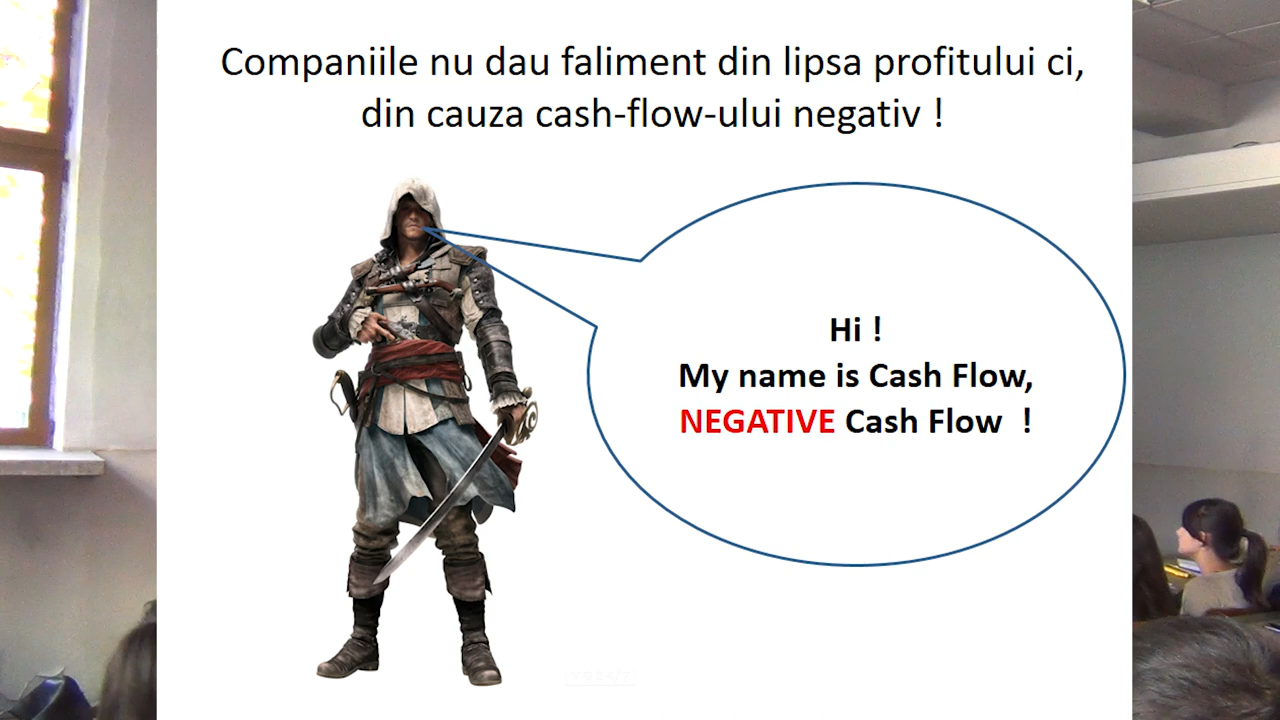 Companiile nu dau faliment din lipsa profitului ci,
din cauza cash-flow-ului negativ !
Hi !
My name is Cash Flow,
NEGATIVE Cash Flow !